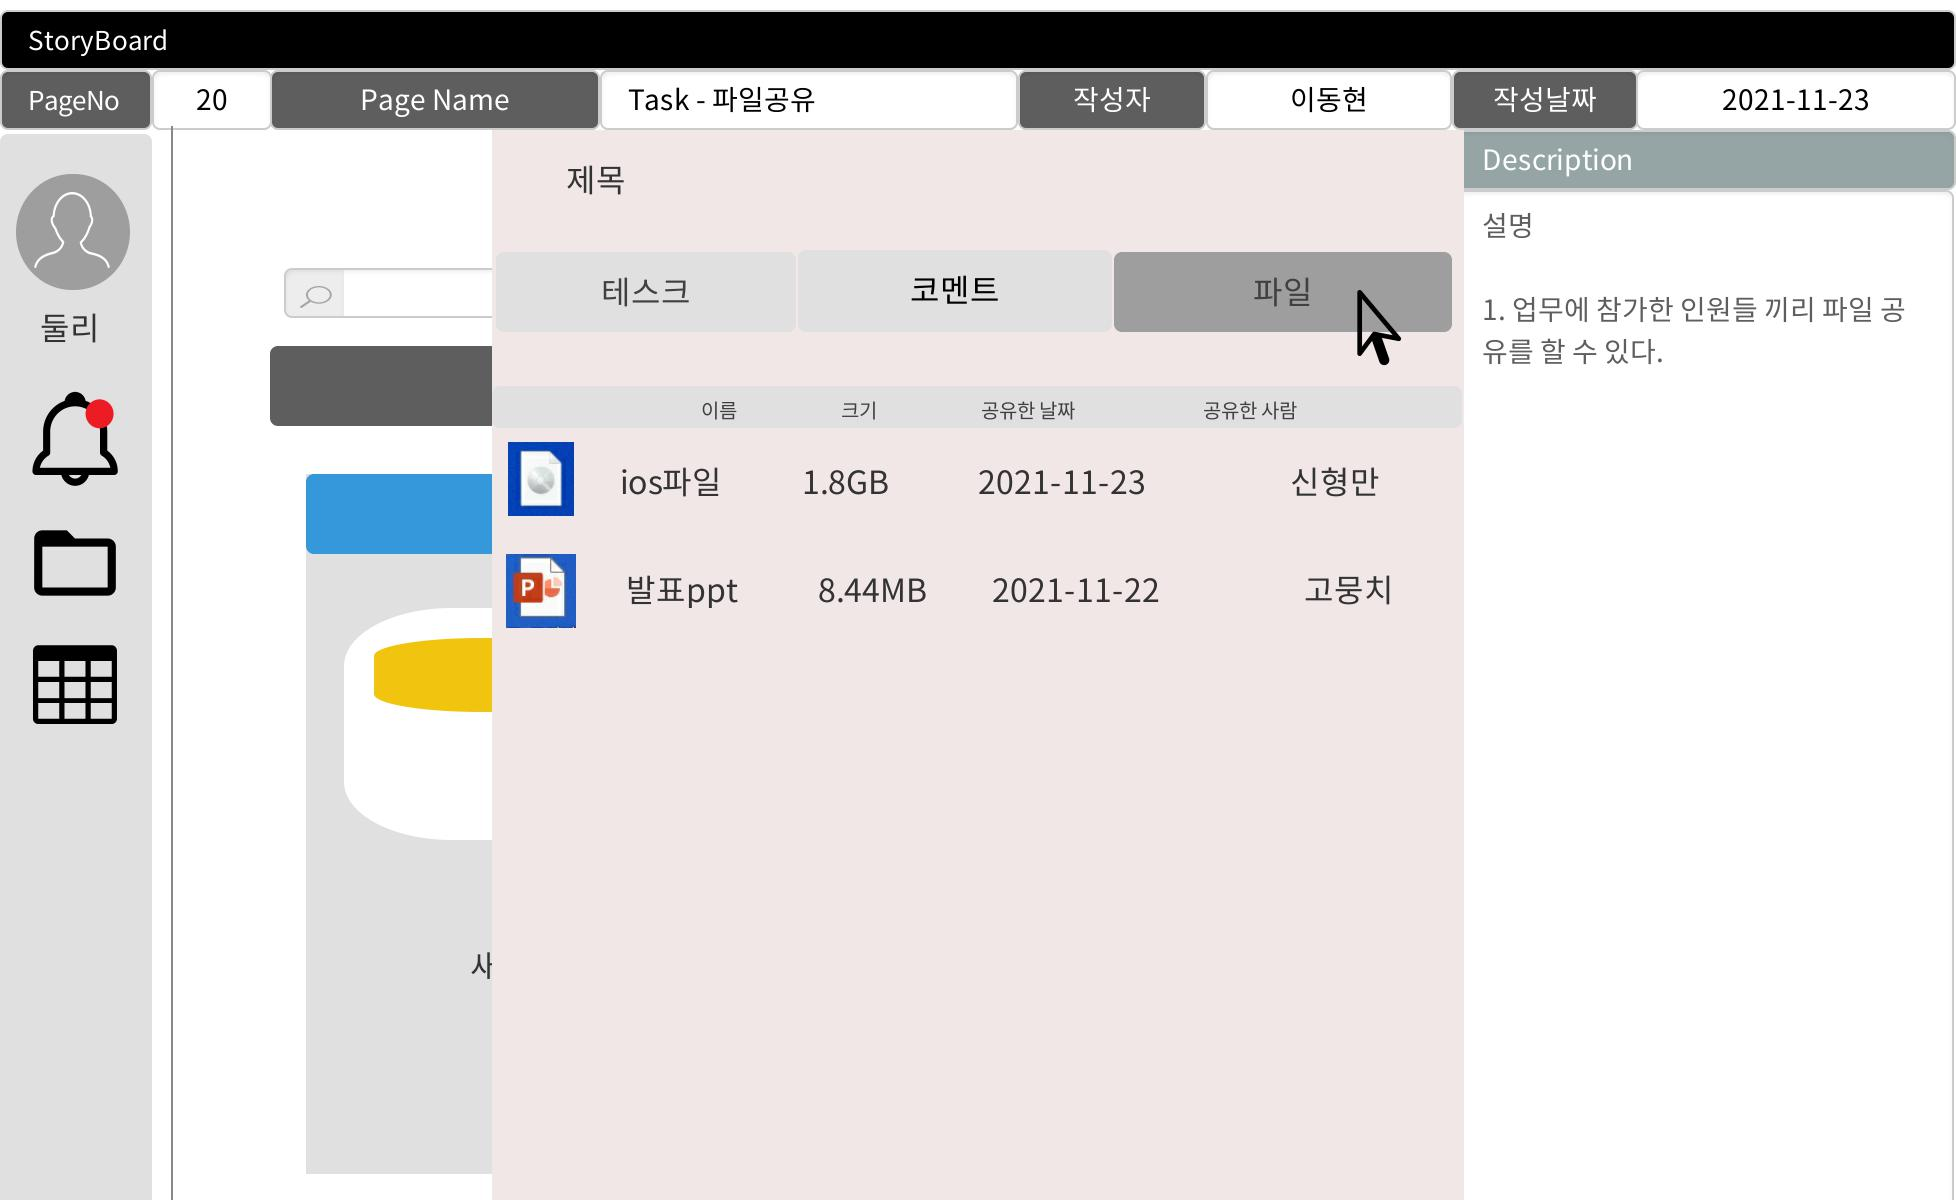 StoryBoard
PageNo 20 Page Name Task - 파일공유 작성자 이동현 작성날짜 2021-11-23
둘리
새
제목
테스크 코멘트 파일
이름 크기 공유한 날짜 공유한 사람
ios파일 1.8GB 2021-11-23 신형만
P 발표ppt 8.44MB 2021-11-22 고뭉치
Description
설명
1. 업무에 참가한 인원들 끼리 파일 공
유를 할 수 있다.